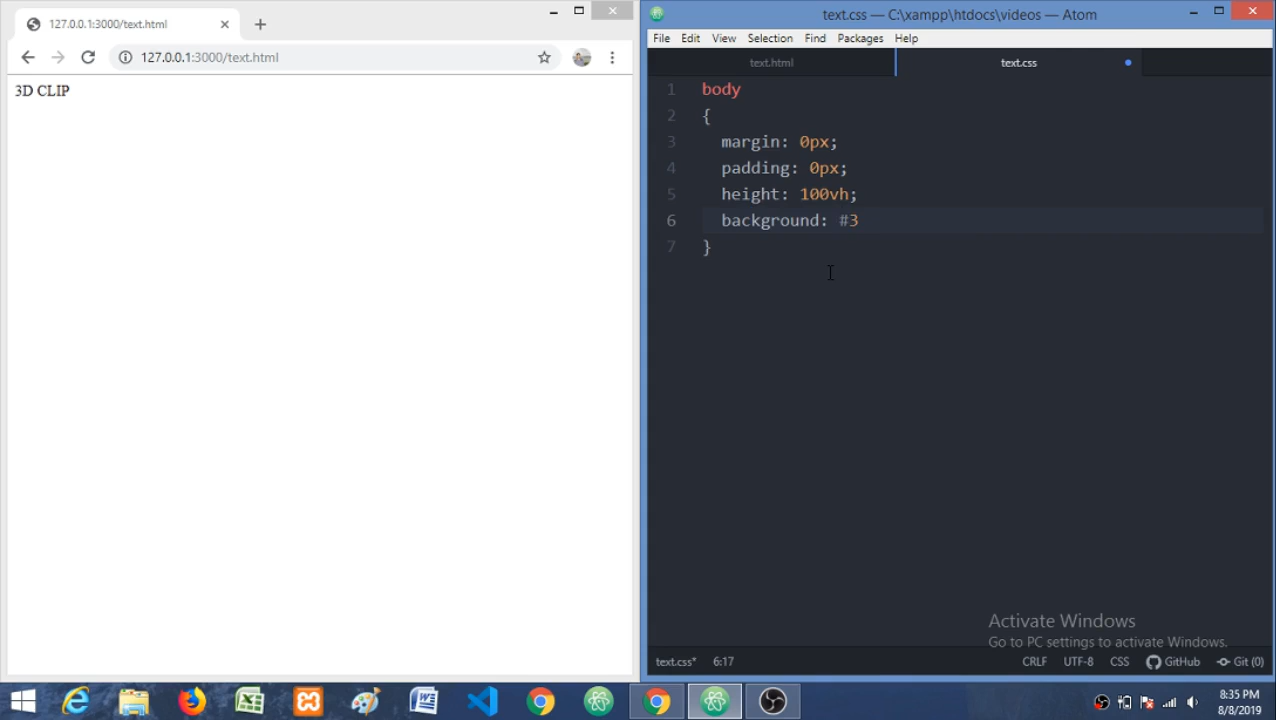 127.0.0.1:3000/text.html
127.0.0.1:3000/text.html
3D CLIP
text.css — C:\xampp\htdocs\videos — Atom
File Edit View Selection Find Packages Help
text.html text.css
1 body
2 {
3 margin: 0px;
4 padding: 0px;
5 height: 100vh;
6 background: #3
7 }
Activate Windows
Go to PC settings to activate Windows.
text.css* 6:17 CRLF UTF-8 CSS GitHub Git (0)
8:35 PM
8/8/2019